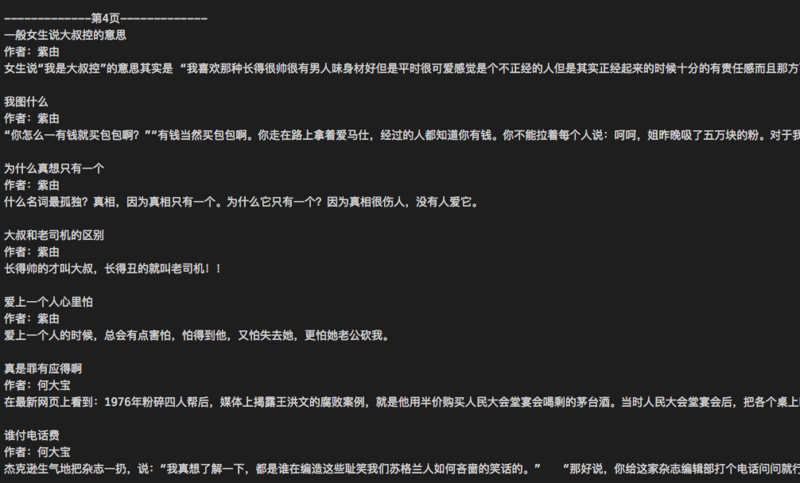 -------------第4页-------------
一般女生说大叔控的意思
作者：紫由
女生说“我是大叔控”的意思其实是 “我喜欢那种长得很帅很有男人味身材好但是平时很可爱感觉是个不正经的人但是其实正经起来的时候十分的有责任感而且那方
我图什么
作者：紫由
“你怎么一有钱就买包包啊？”“有钱当然买包包啊。你走在路上拿着爱马仕，经过的人都知道你有钱。你不能拉着每个人说：呵呵，姐昨晚吸了五万块的粉。对于我
为什么真想只有一个
作者：紫由
什么名词最孤独？真相，因为真相只有一个。为什么它只有一个？因为真相很伤人，没有人爱它。
大叔和老司机的区别
作者：紫由
长得帅的才叫大叔，长得丑的就叫老司机！！
爱上一个人心里怕
作者：紫由
爱上一个人的时候，总会有点害怕，怕得到他，又怕失去她，更怕她老公砍我。
真是罪有应得啊
作者：何大宝
在最新网页上看到：1976年粉碎四人帮后，媒体上揭露王洪文的腐败案例，就是他用半价购买人民大会堂宴会喝剩的茅台酒。当时人民大会堂宴会后，把各个桌上
谁付电话费
作者：何大宝
杰克逊生气地把杂志一扔，说：“我真想了解一下，都是谁在编造这些耻笑我们苏格兰人如何吝啬的笑话的。” “那好说，你给这家杂志编辑部打个电话问问就行